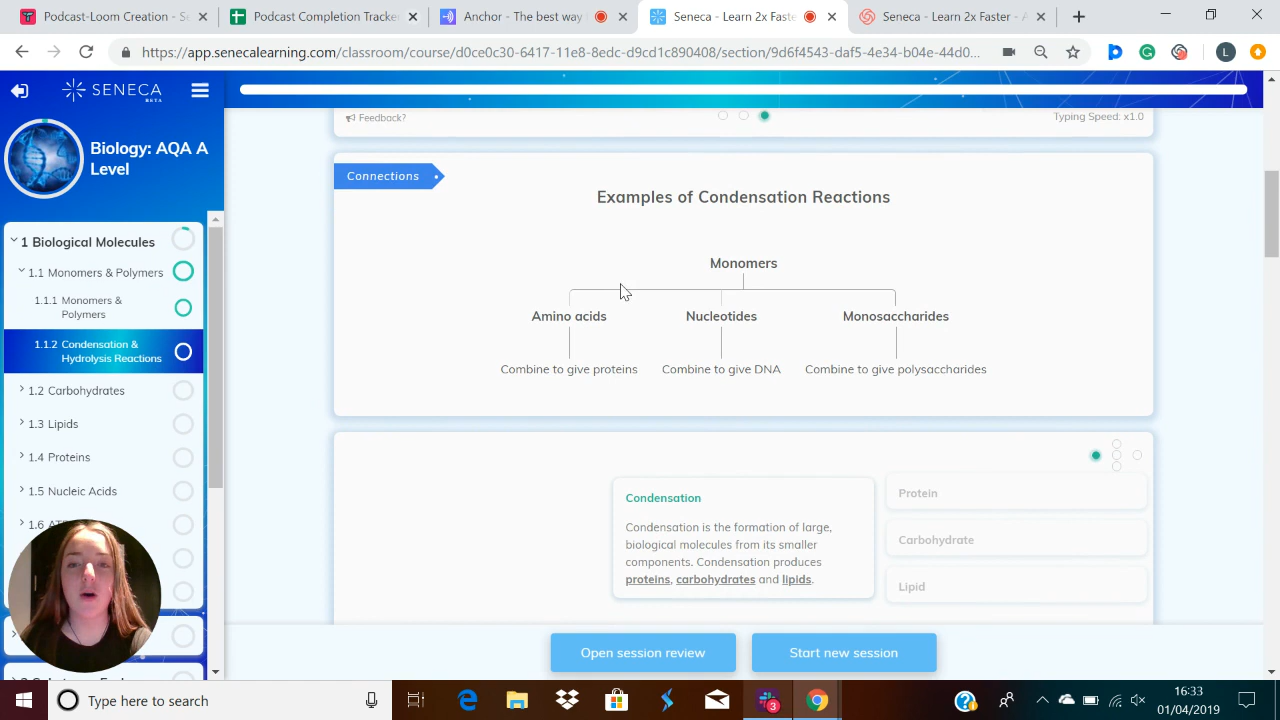 Podcast-Loom Creation - S
Podcast Completion Tracke
Anchor - The best way
Seneca - Learn 2x Faste
Seneca - Learn 2x Faster - A
https://app.senecalearning.com/classroom/course/d0ce0c30-6417-11e8-8edc-d9cd1c890408/section/9d6f4543-daf5-4e34-b04e-44d0...
L
SENECA
BETA
Biology: AQA A
Level
1 Biological Molecules
1.1 Monomers & Polymers
1.1.1 Monomers &
Polymers
1.1.2 Condensation &
Hydrolysis Reactions
1.2 Carbohydrates
1.3 Lipids
1.4 Proteins
1.5 Nucleic Acids
1.6
Feedback?
Typing Speed: x1.0
Connections
Examples of Condensation Reactions
Monomers
Amino acids
Nucleotides
Monosaccharides
Combine to give proteins
Combine to give DNA
Combine to give polysaccharides
Condensation
Condensation is the formation of large,
biological molecules from its smaller
components. Condensation produces
proteins, carbohydrates and lipids.
Protein
Carbohydrate
Lipid
Open session review
Start new session
Type here to search
3
16:33
01/04/2019